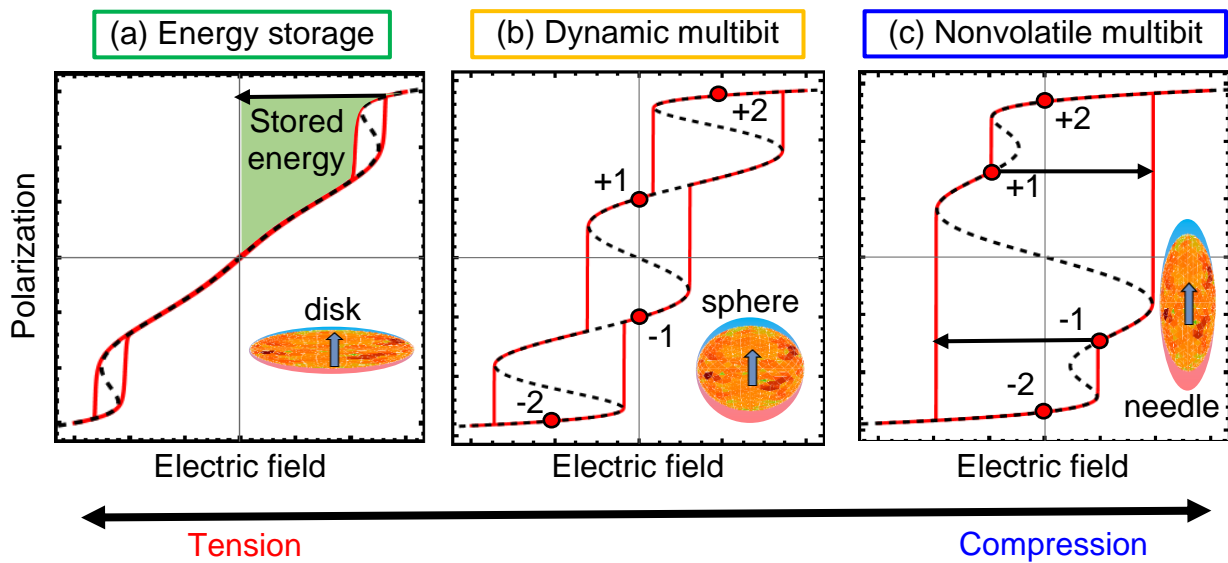 (a) Energy storage
(b) Dynamic multibit
(c) Nonvolatile multibit
Polarization
Stored
energy
disk
Electric field
+2
+1
-1
-2
sphere
Electric field
+2
+1
-1
-2
needle
Electric field
Tension
Compression